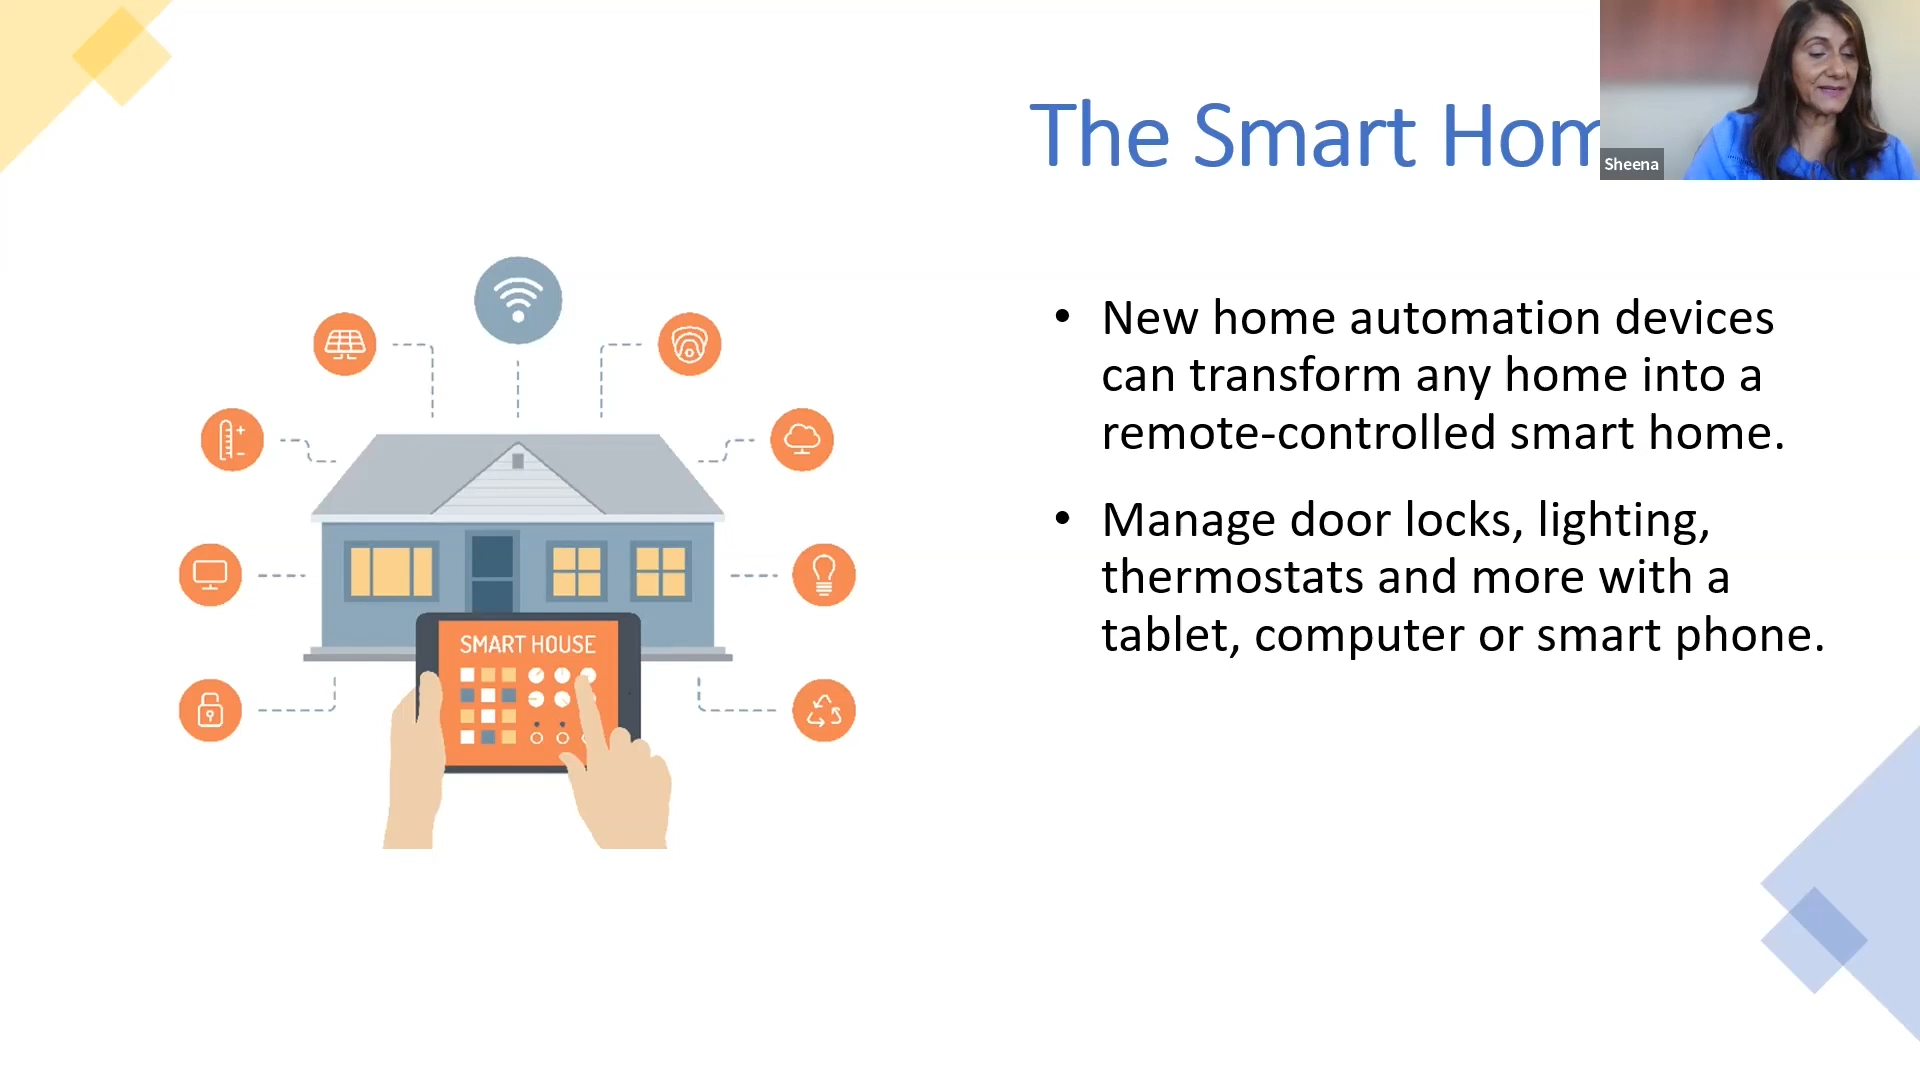 The Smart Hom
Sheena
• New home automation devices
can transform any home into a
remote-controlled smart home.
• Manage door locks, lighting,
thermostats and more with a
tablet, computer or smart phone.
SMART HOUSE